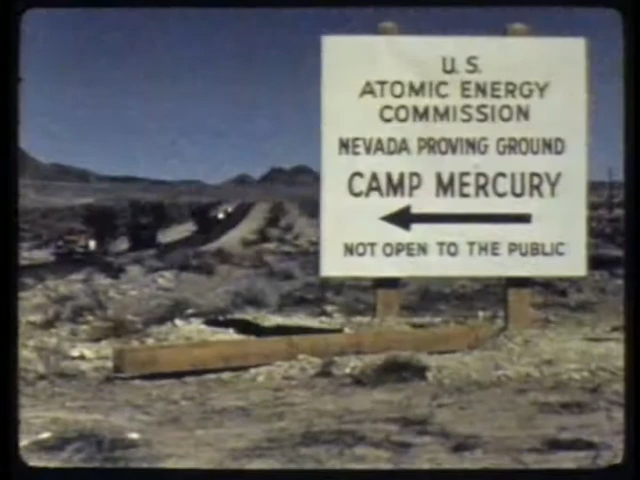 U.S.
ATOMIC ENERGY
COMMISSION
NEVADA PROVING GROUND
CAMP MERCURY
NOT OPEN TO THE PUBLIC